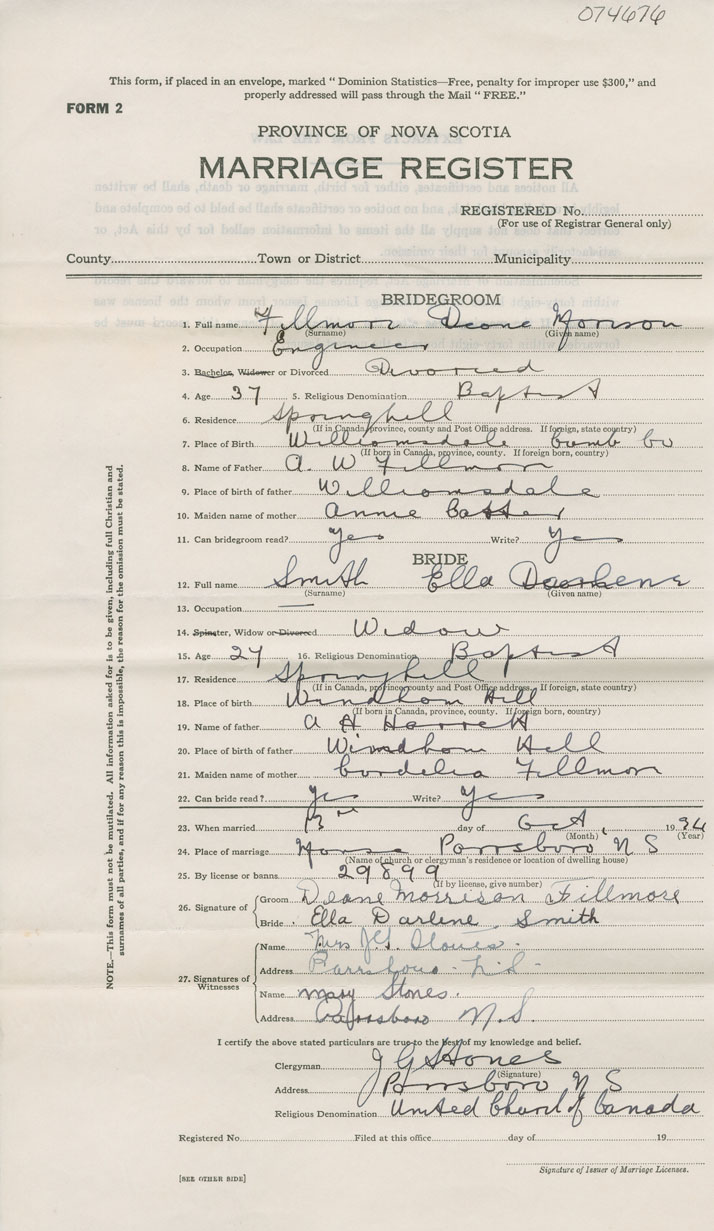 074676
This form, if placed in an envelope, marked "Dominion Statistics—Free, penalty for improper use $300," and
properly addressed will pass through the Mail "FREE."
FORM 2
PROVINCE OF NOVA SCOTIA
MARRIAGE REGISTER
REGISTERED No.
(For use of Registrar General only)
County Town or District Municipality
BRIDEGROOM
1. Full name Fillmore Deane
(Surname) (Given name)
2. Occupation Engineer
3. Bachelor, Widower or Divorced Divorced
4. Age 37 5. Religious Denomination Baptist
6. Residence Springhill
(If in Canada, province, county and Post Office address. If foreign, state country)
7. Place of Birth Williamsdale Cumb Co
(If born in Canada, province, county. If foreign born, country)
8. Name of Father A. W Fillmore
9. Place of birth of father Williamsdale
10. Maiden name of mother Annie
11. Can bridegroom read? Yes Write? Yes
BRIDE
12. Full name Smith Ella
(Surname) (Given name)
13. Occupation —
14. Spinster, Widow or Divorced Widow
15. Age 27 16. Religious Denomination Baptist
17. Residence Springhill
(If in Canada, province, county and Post Office address. If foreign, state country)
18. Place of birth Windham Hill
(If born in Canada, province, county. If foreign born, country)
19. Name of father A H
20. Place of birth of father Windham Hill
21. Maiden name of mother Cordelia Fillmore
22. Can bride read? Yes Write? Yes
23. When married day of Oct, 19
(Month) (Year)
24. Place of marriage Manse Parrsboro N S
(Name of church or clergyman's residence or location of dwelling house)
25. By license or banns 29899
(If by license, give number)
26. Signature of Groom Deane Morrison Fillmore
Bride Ella Darlene Smith
27. Signatures of Witnesses
Name Mrs J.G. Stones.
Address Parrsboro - N.S -
Name Mary Stones.
Address Parrsboro N.S.
I certify the above stated particulars are true to the best of my knowledge and belief.
Clergyman J G Stones
(Signature)
Address Parrsboro N S
Religious Denomination United Church of Canada
Registered No. Filed at this office day of 19
Signature of Issuer of Marriage Licenses.
[SEE OTHER SIDE]
NOTE.—This form must not be mutilated. All information asked for is to be given, including full Christian and
surnames of all parties, and if for any reason this is impossible, the reason for the omission must be stated.